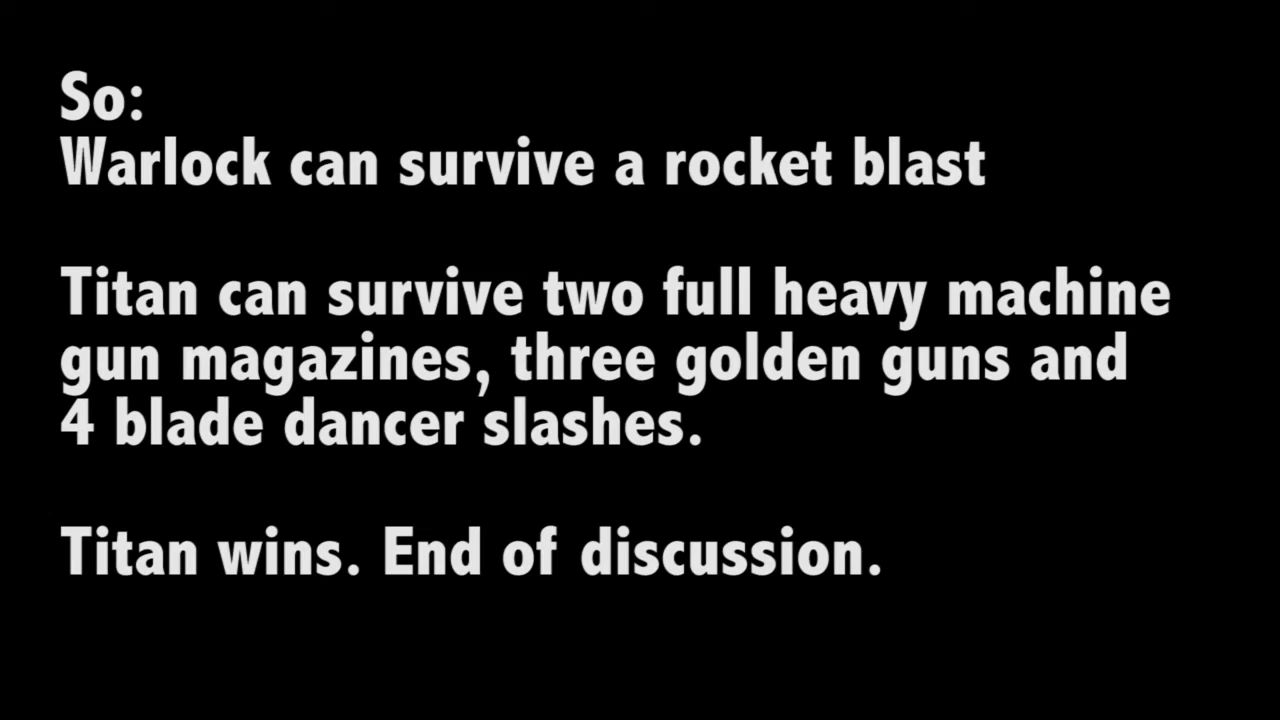 So:
Warlock can survive a rocket blast
Titan can survive two full heavy machine
gun magazines, three golden guns and
4 blade dancer slashes.
Titan wins. End of discussion.